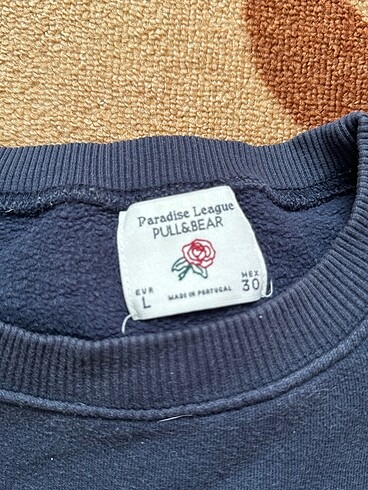 Paradise League
PULL&BEAR
EUR MEX
L MADE IN PORTUGAL 30